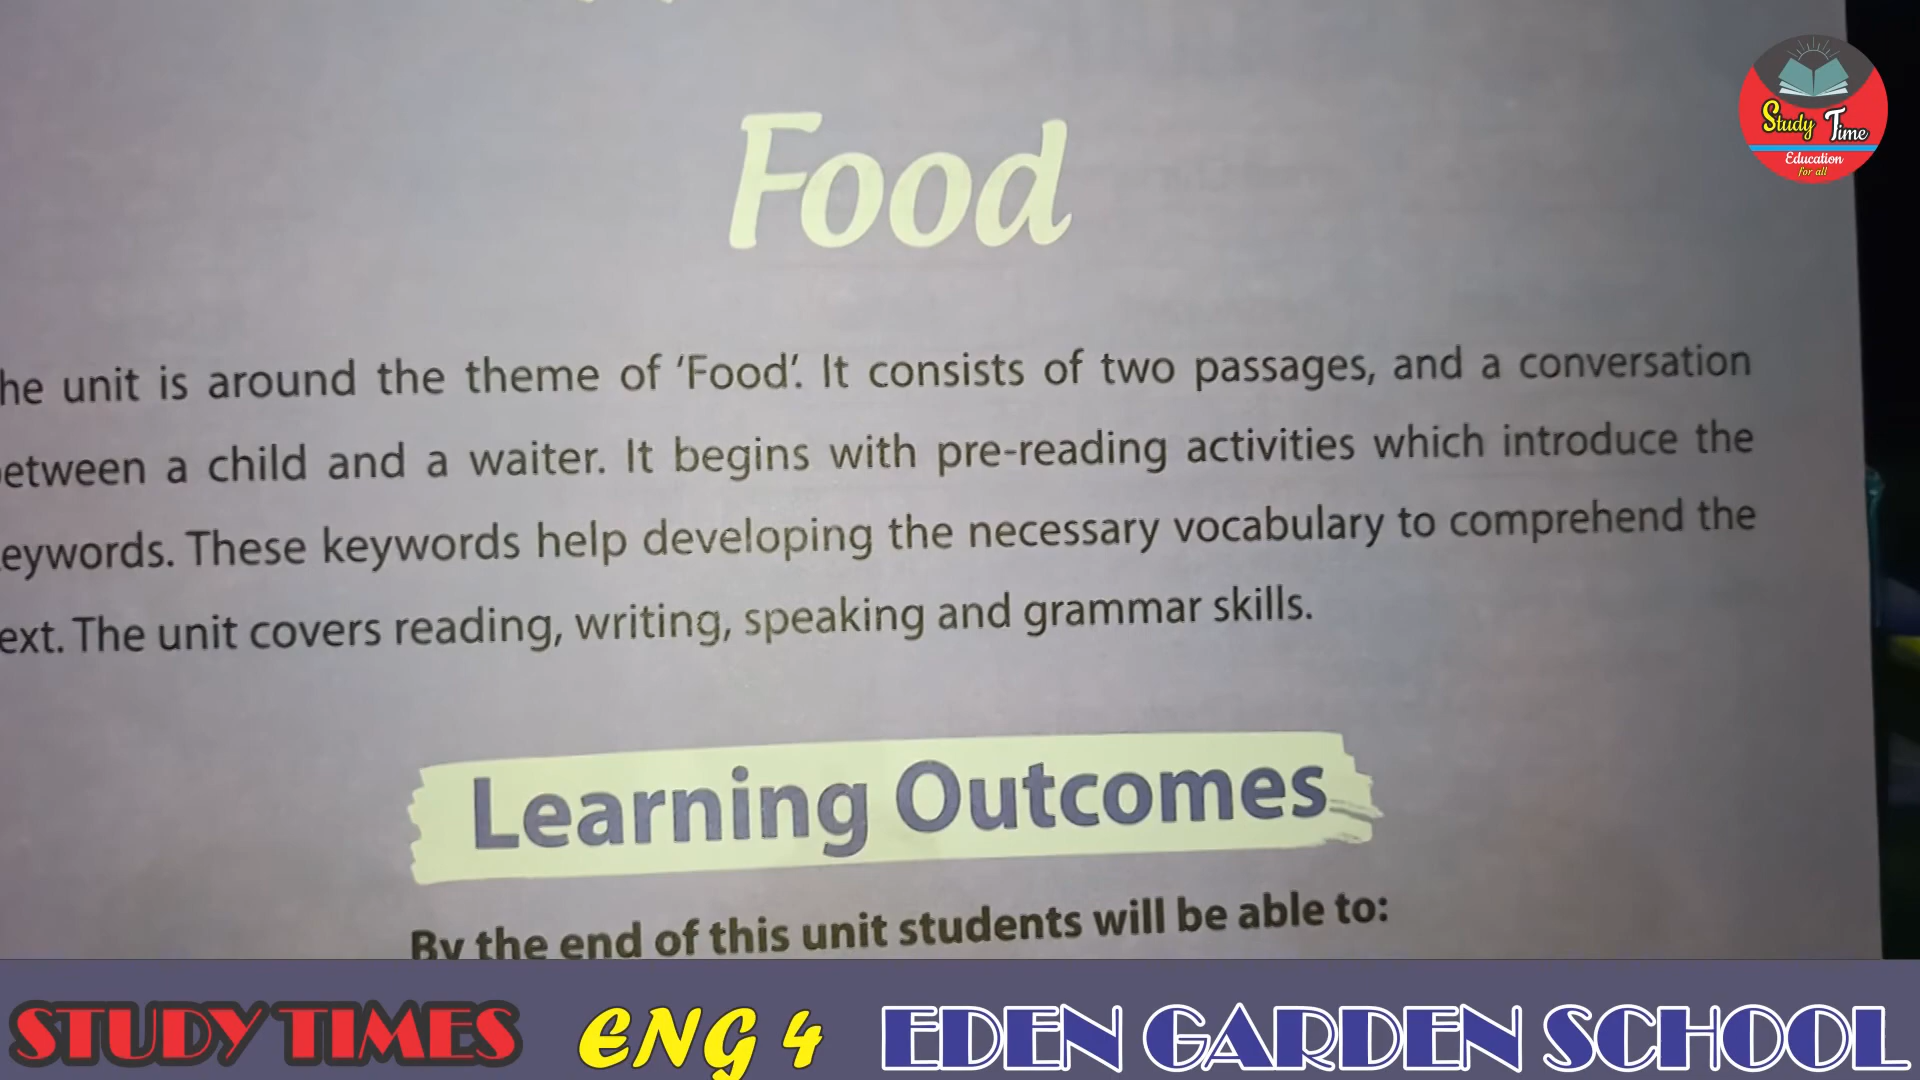 Food
Study Time
Education
for all
he unit is around the theme of ‘Food’. It consists of two passages, and a conversation
etween a child and a waiter. It begins with pre-reading activities which introduce the
eywords. These keywords help developing the necessary vocabulary to comprehend the
ext. The unit covers reading, writing, speaking and grammar skills.
Learning Outcomes
By the end of this unit students will be able to:
STUDY TIMES ENG 4 EDEN GARDEN SCHOOL